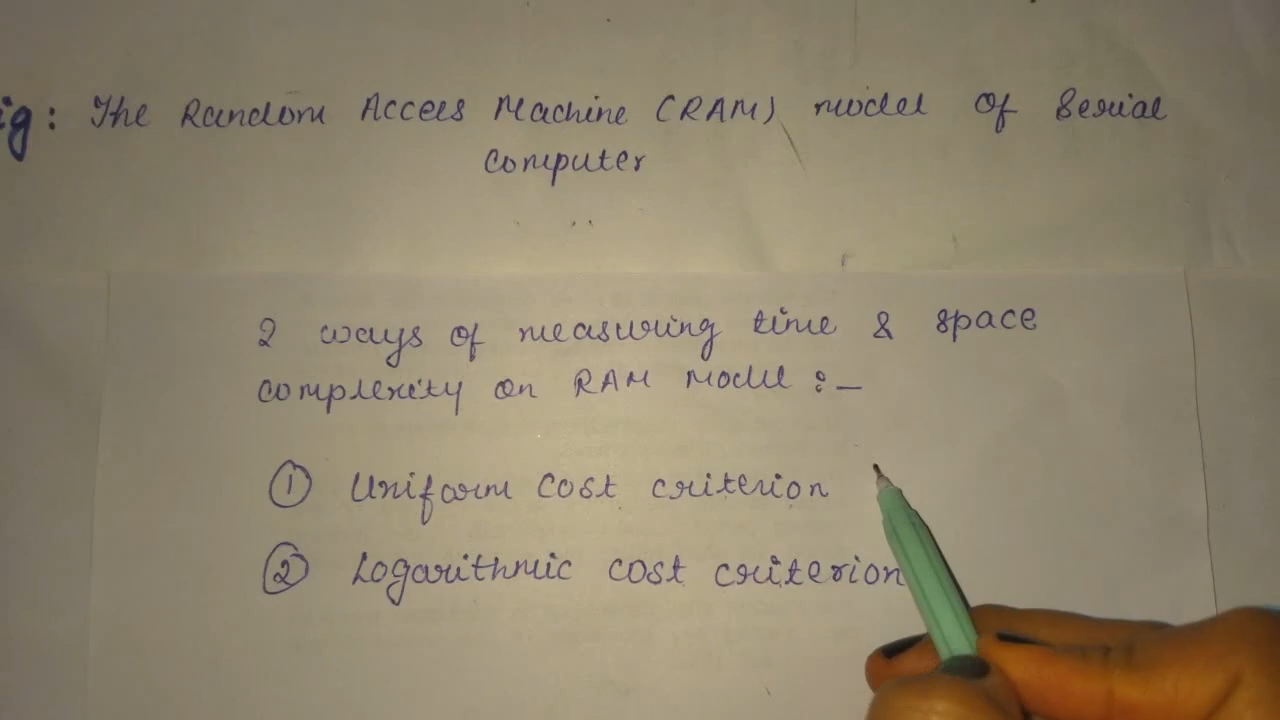 ig: The Random Access Machine (RAM) model of Serial
Computer
2 ways of measuring time & space
complexity on RAM Model :-
① Uniform Cost criterion
② Logarithmic cost criterion